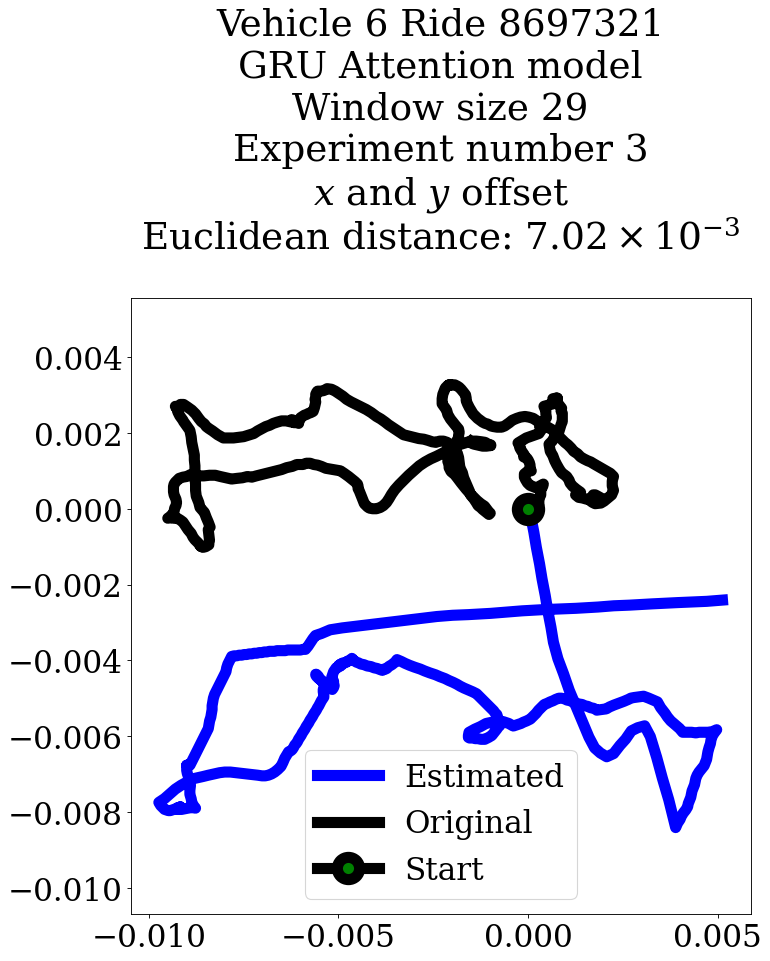 Vehicle 6 Ride 8697321
GRU Attention model
Window size 29
Experiment number 3
x and y offset
Euclidean distance: 7.02 × 10⁻³
0.004
0.002
0.000
−0.002
−0.004
−0.006
−0.008
−0.010
Estimated
Original
Start
−0.010 −0.005 0.000 0.005